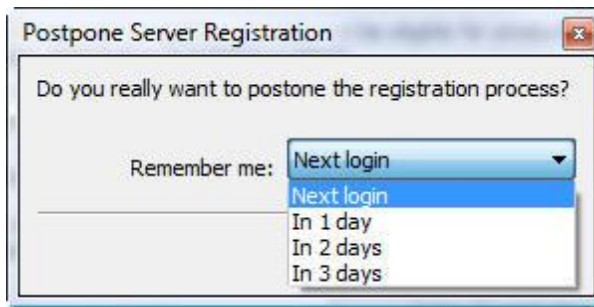 Postpone Server Registration
Do you really want to postone the registration process?
Remember me: Next login
Next login
In 1 day
In 2 days
In 3 days